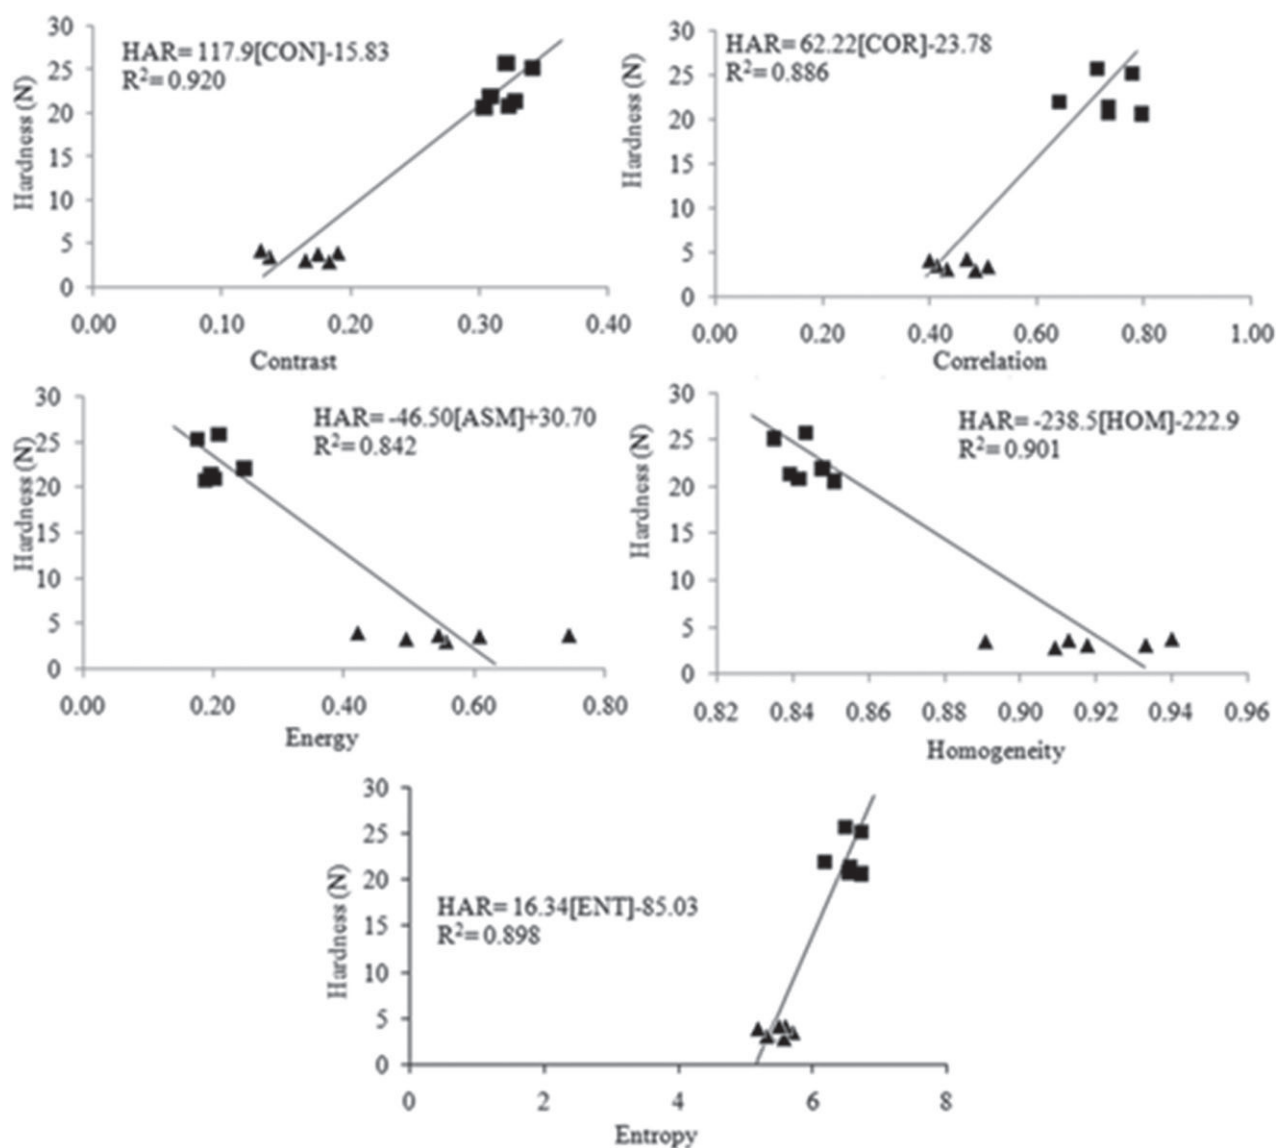 HAR= 117.9[CON]-15.83
R²= 0.920
Hardness (N)
30
25
20
15
10
5
0
0.00 0.10 0.20 0.30 0.40
Contrast
HAR= 62.22[COR]-23.78
R²= 0.886
Hardness (N)
30
25
20
15
10
5
0
0.00 0.20 0.40 0.60 0.80 1.00
Correlation
HAR= -46.50[ASM]+30.70
R²= 0.842
Hardness (N)
30
25
20
15
10
5
0
0.00 0.20 0.40 0.60 0.80
Energy
HAR= -238.5[HOM]-222.9
R²= 0.901
Hardness (N)
30
25
20
15
10
5
0
0.82 0.84 0.86 0.88 0.90 0.92 0.94 0.96
Homogeneity
HAR= 16.34[ENT]-85.03
R²= 0.898
Hardness (N)
30
25
20
15
10
5
0
0 2 4 6 8
Entropy